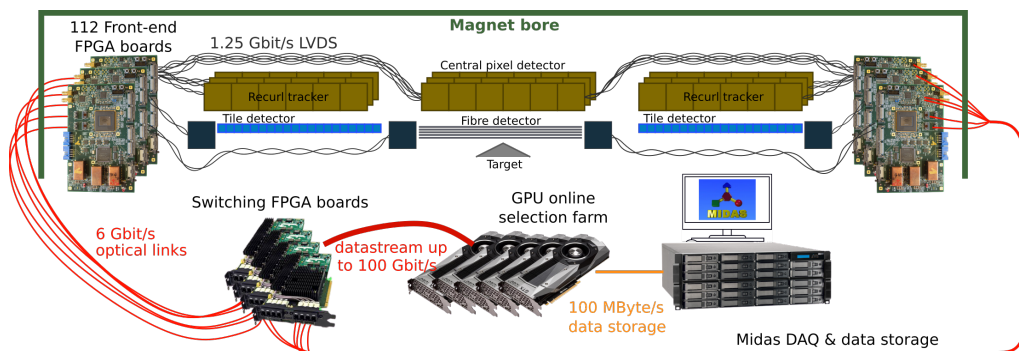 112 Front-end
FPGA boards
Magnet bore
1.25 Gbit/s LVDS
Central pixel detector
Recurl tracker
Recurl tracker
Tile detector
Fibre detector
Tile detector
Target
Switching FPGA boards
GPU online
selection farm
6 Gbit/s
optical links
datastream up
to 100 Gbit/s
MIDAS
100 MByte/s
data storage
Midas DAQ & data storage